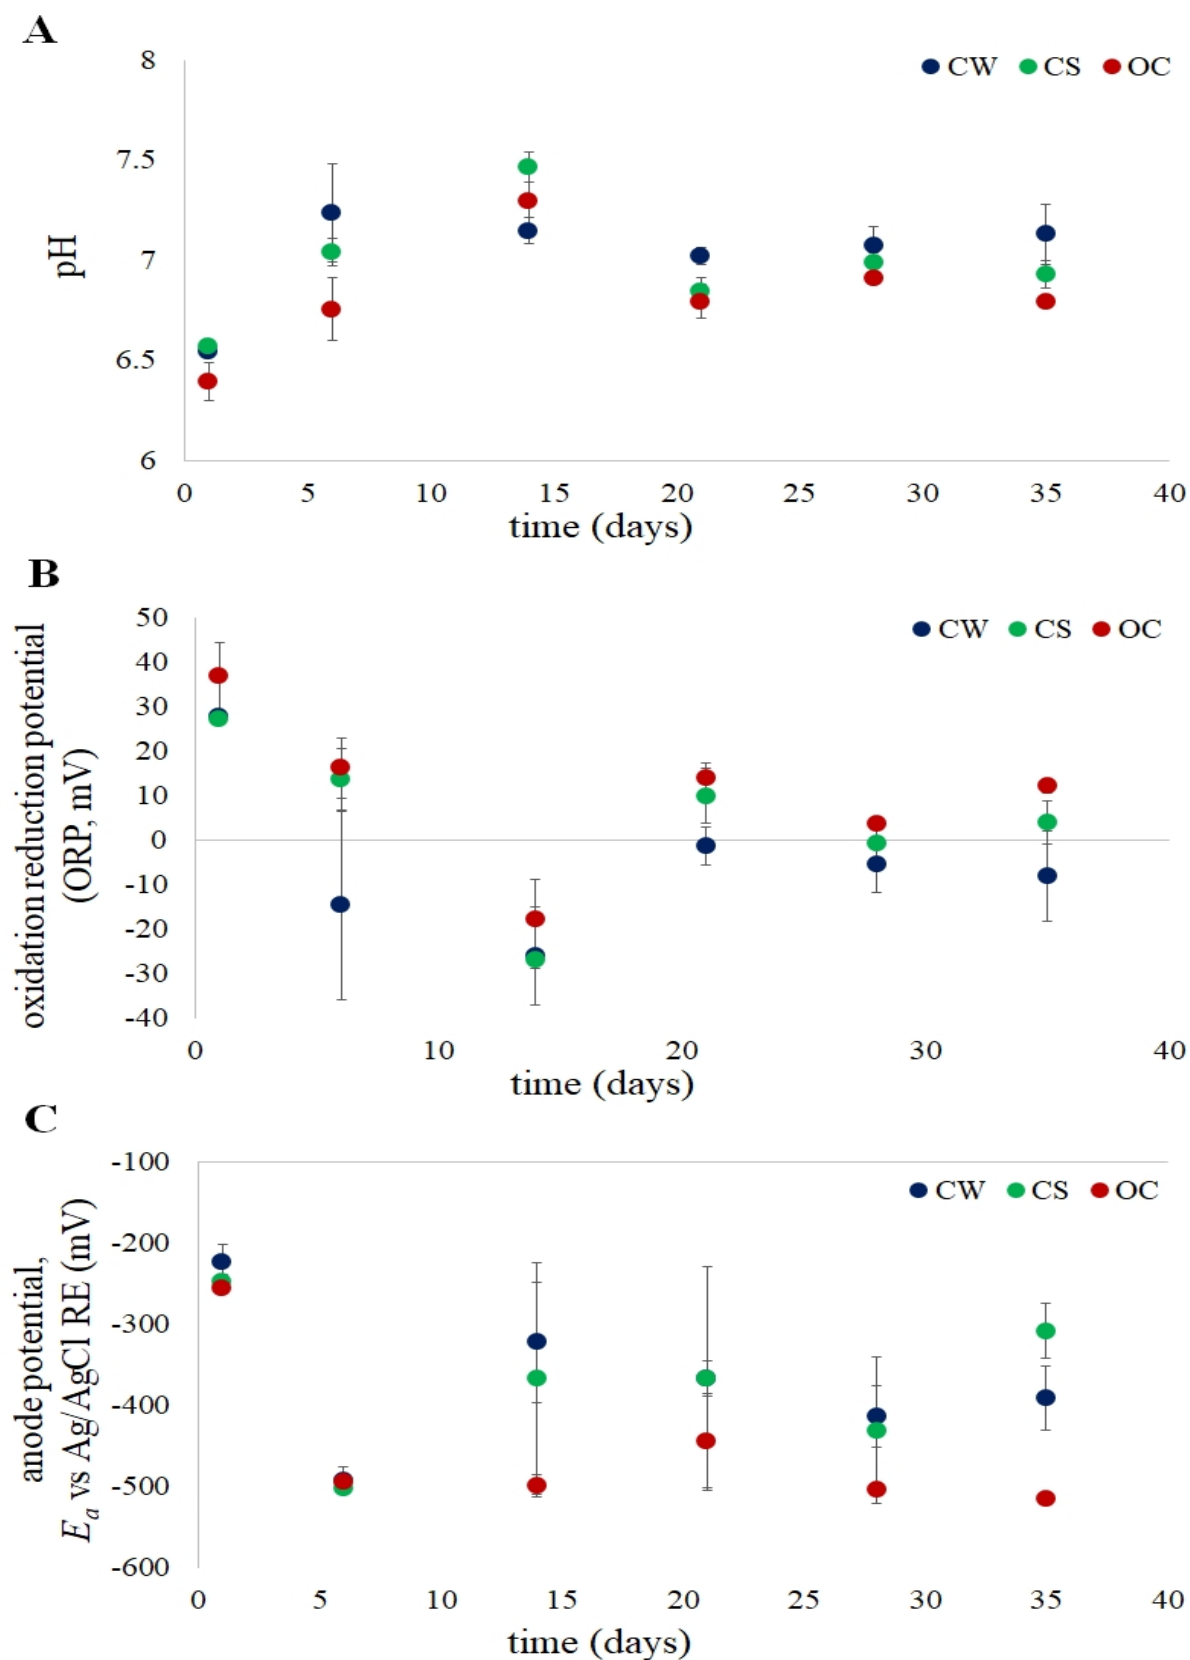 A
8
CW CS OC
7.5
7
6.5
6
pH
0 5 10 15 20 25 30 35 40
time (days)
B
50
CW CS OC
40
30
20
10
0
-10
-20
-30
-40
oxidation reduction potential
(ORP, mV)
0 10 20 30 40
time (days)
C
-100
CW CS OC
-200
-300
-400
-500
-600
anode potential,
Ea vs Ag/AgCl RE (mV)
0 5 10 15 20 25 30 35 40
time (days)